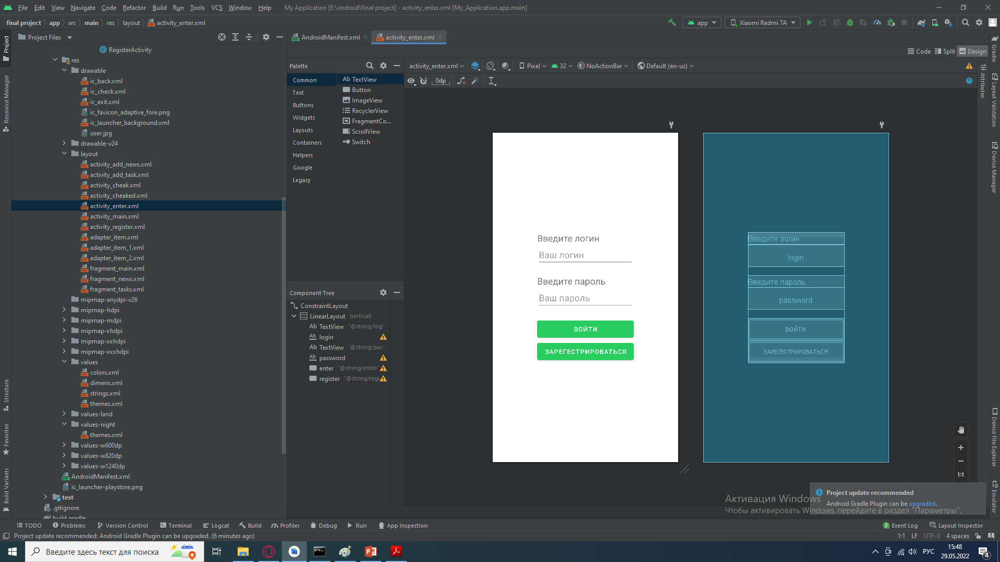 File Edit View Navigate Code Refactor Build Run Tools VCS Window Help My Application [E:\android\final project] - activity_enter.xml [My_Application.app.main]
final project app src main res layout activity_enter.xml
app Xiaomi Redmi 7A
Project Files
AndroidManifest.xml activity_enter.xml
Code Split Design
Project
Resource Manager
Structure
Favorites
Build Variants
RegisterActivity
res
drawable
ic_back.xml
ic_check.xml
ic_exit.xml
ic_favicon_adaptive_fore.png
ic_launcher_background.xml
user.jpg
drawable-v24
layout
activity_add_news.xml
activity_add_task.xml
activity_cheak.xml
activity_cheaked.xml
activity_enter.xml
activity_main.xml
activity_register.xml
adapter_item.xml
adapter_item_1.xml
adapter_item_2.xml
fragment_main.xml
fragment_news.xml
fragment_tasks.xml
mipmap-anydpi-v26
mipmap-hdpi
mipmap-mdpi
mipmap-xhdpi
mipmap-xxhdpi
mipmap-xxxhdpi
values
colors.xml
dimens.xml
strings.xml
themes.xml
values-land
values-night
themes.xml
values-w600dp
values-w820dp
values-w1240dp
AndroidManifest.xml
ic_launcher-playstore.png
test
.gitignore
build.gradle
Palette
Common
Text
Buttons
Widgets
Layouts
Containers
Helpers
Google
Legacy
Ab TextView
Button
ImageView
RecyclerView
FragmentCo...
ScrollView
Switch
Component Tree
ConstraintLayout
LinearLayout (vertical)
Ab TextView "@string/log"
Ab login
Ab TextView "@string/pas"
Ab password
enter "@string/enter"
register "@string/regi
activity_enter.xml Pixel 32 NoActionBar Default (en-us)
0dp
Введите логин
Ваш логин
Введите пароль
Ваш пароль
ВОЙТИ
ЗАРЕГЕСТРИРОВАТЬСЯ
Введите логин
login
Введите пароль
password
ВОЙТИ
ЗАРЕГЕСТРИРОВАТЬСЯ
1:1
Gradle
Attributes
Layout Validation
Device Manager
Device File Explorer
Emulator
Активация Windows
Чтобы активировать Windows, перейдите в раздел "Параметры".
Project update recommended
Android Gradle Plugin can be upgraded.
TODO Problems Version Control Terminal Logcat Build Profiler Debug Run App Inspection 2 Event Log Layout Inspector
Project update recommended: Android Gradle Plugin can be upgraded. (6 minutes ago) 1:1 LF UTF-8 4 spaces
Введите здесь текст для поиска
РУС
15:48
29.05.2022
4